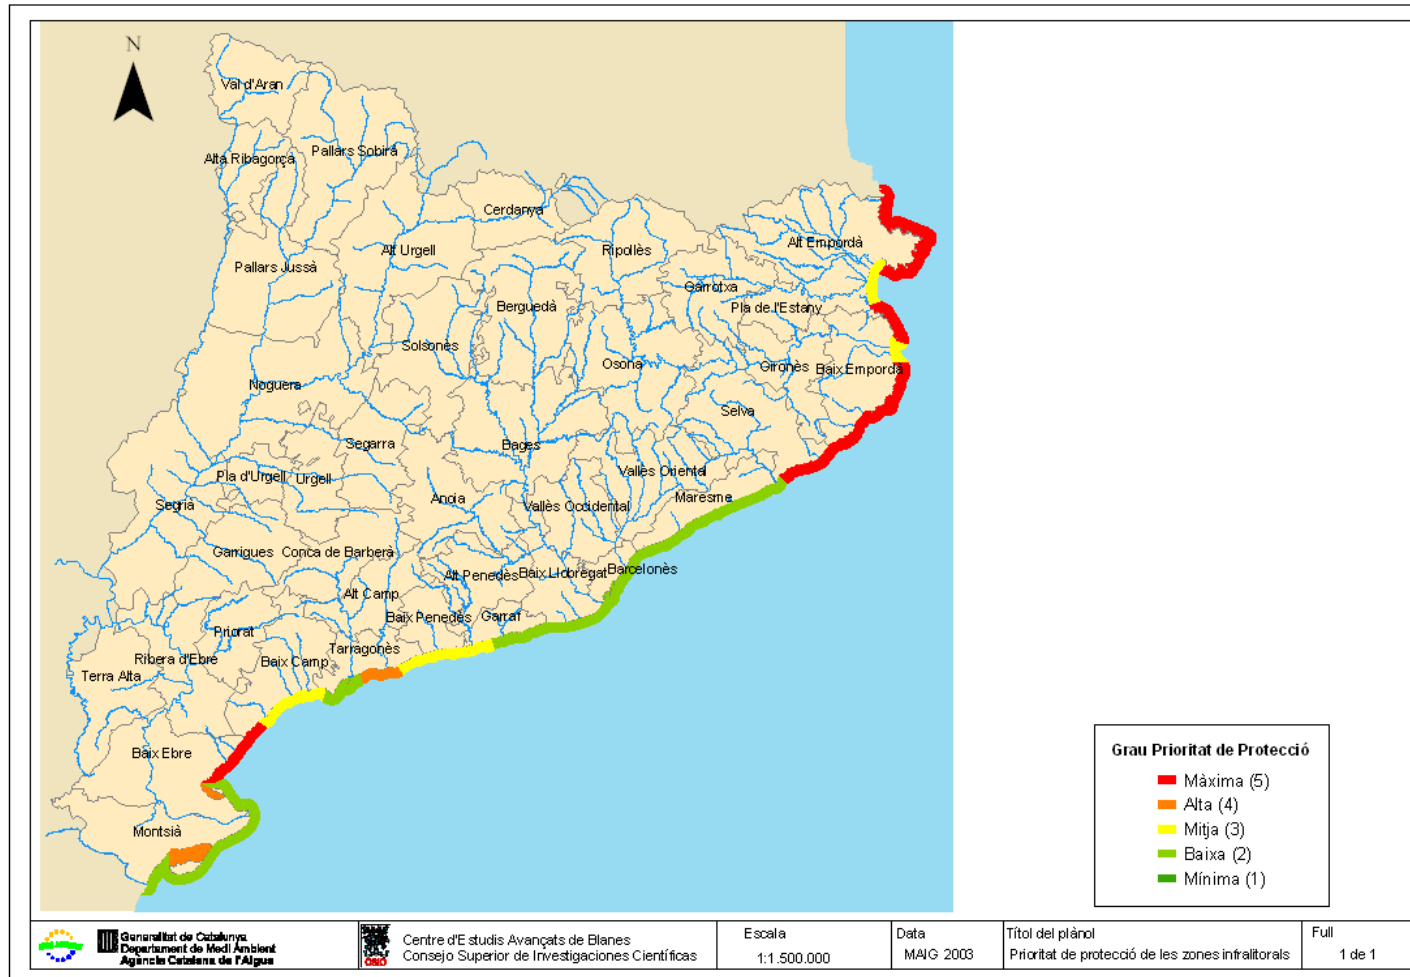 N
Val d'Aran
Alta Ribagorça
Pallars Sobirà
Cerdanya
Alt Urgell
Ripollès
Alt Empordà
Pallars Jussà
Garrotxa
Berguedà
Pla de l'Estany
Solsonès
Osona
Gironès
Baix Empordà
Noguera
Selva
Segarra
Bages
Pla d'Urgell
Urgell
Vallès Oriental
Segrià
Anoia
Vallès Occidental
Maresme
Garrigues
Conca de Barberà
Alt Penedès
Baix Llobregat
Barcelonès
Alt Camp
Baix Penedès
Garraf
Priorat
Tarragonès
Ribera d'Ebre
Baix Camp
Terra Alta
Baix Ebre
Montsià
Grau Prioritat de Protecció
Màxima (5)
Alta (4)
Mitja (3)
Baixa (2)
Mínima (1)
Generalitat de Catalunya
Departament de Medi Ambient
Agència Catalana de l'Aigua
CSIC
Centre d'Estudis Avançats de Blanes
Consejo Superior de Investigaciones Científicas
Escala
1:1.500.000
Data
MAIG 2003
Títol del plànol
Prioritat de protecció de les zones infralitorals
Full
1 de 1